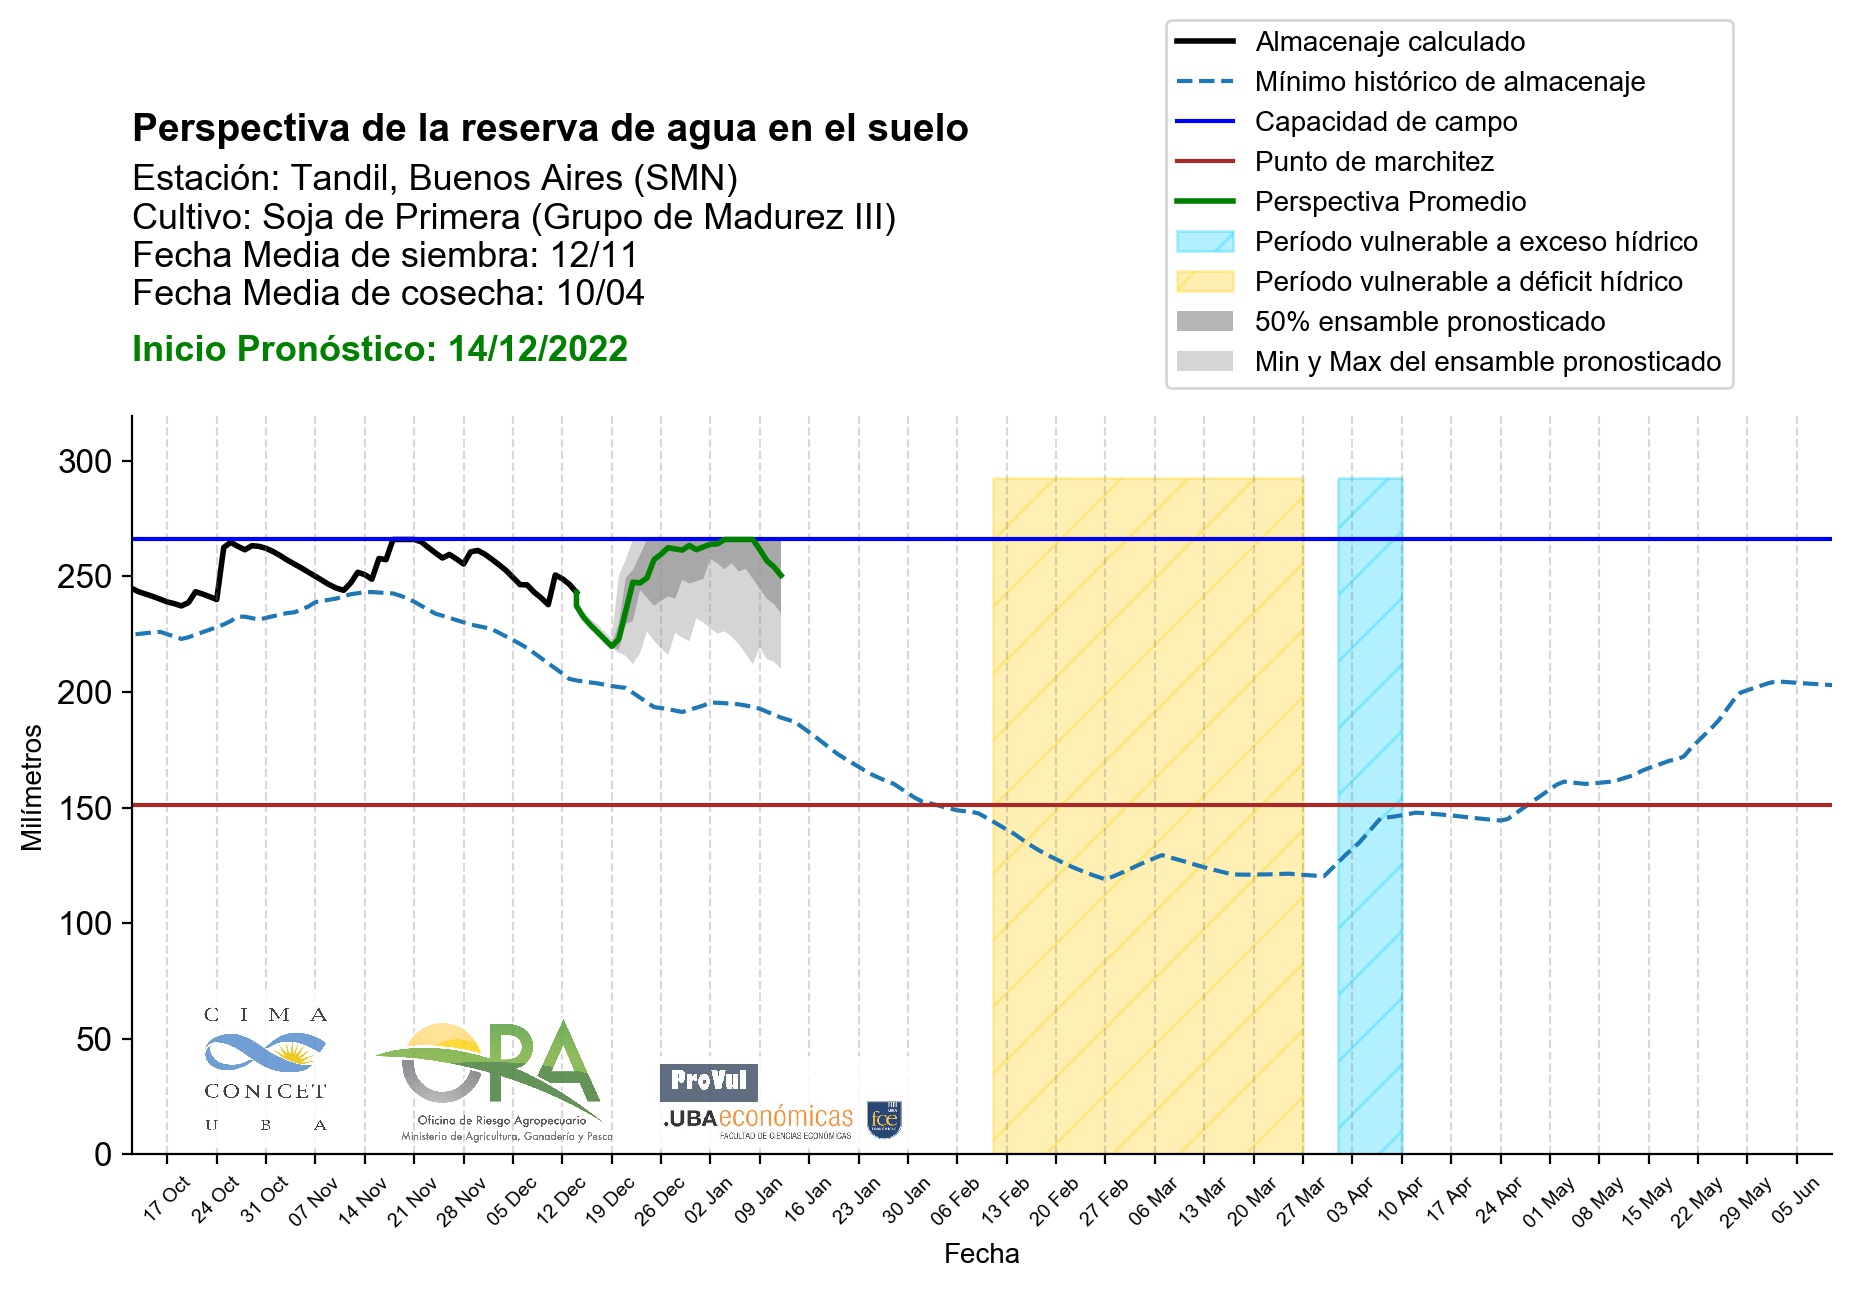 Almacenaje calculado
Mínimo histórico de almacenaje
Capacidad de campo
Punto de marchitez
Perspectiva Promedio
Período vulnerable a exceso hídrico
Período vulnerable a déficit hídrico
50% ensamble pronosticado
Min y Max del ensamble pronosticado
Perspectiva de la reserva de agua en el suelo
Estación: Tandil, Buenos Aires (SMN)
Cultivo: Soja de Primera (Grupo de Madurez III)
Fecha Media de siembra: 12/11
Fecha Media de cosecha: 10/04
Inicio Pronóstico: 14/12/2022
300
250
200
150
100
50
0
Milímetros
CIMA
CONICET
UBA
ORA
Oficina de Riesgo Agropecuario
Ministerio de Agricultura, Ganadería y Pesca
ProVul
.UBAeconómicas
FACULTAD DE CIENCIAS ECONÓMICAS
UBA
fce
ECONÓMICAS
17 Oct 24 Oct 31 Oct 07 Nov 14 Nov 21 Nov 28 Nov 05 Dec 12 Dec 19 Dec 26 Dec 02 Jan 09 Jan 16 Jan 23 Jan 30 Jan 06 Feb 13 Feb 20 Feb 27 Feb 06 Mar 13 Mar 20 Mar 27 Mar 03 Apr 10 Apr 17 Apr 24 Apr 01 May 08 May 15 May 22 May 29 May 05 Jun
Fecha